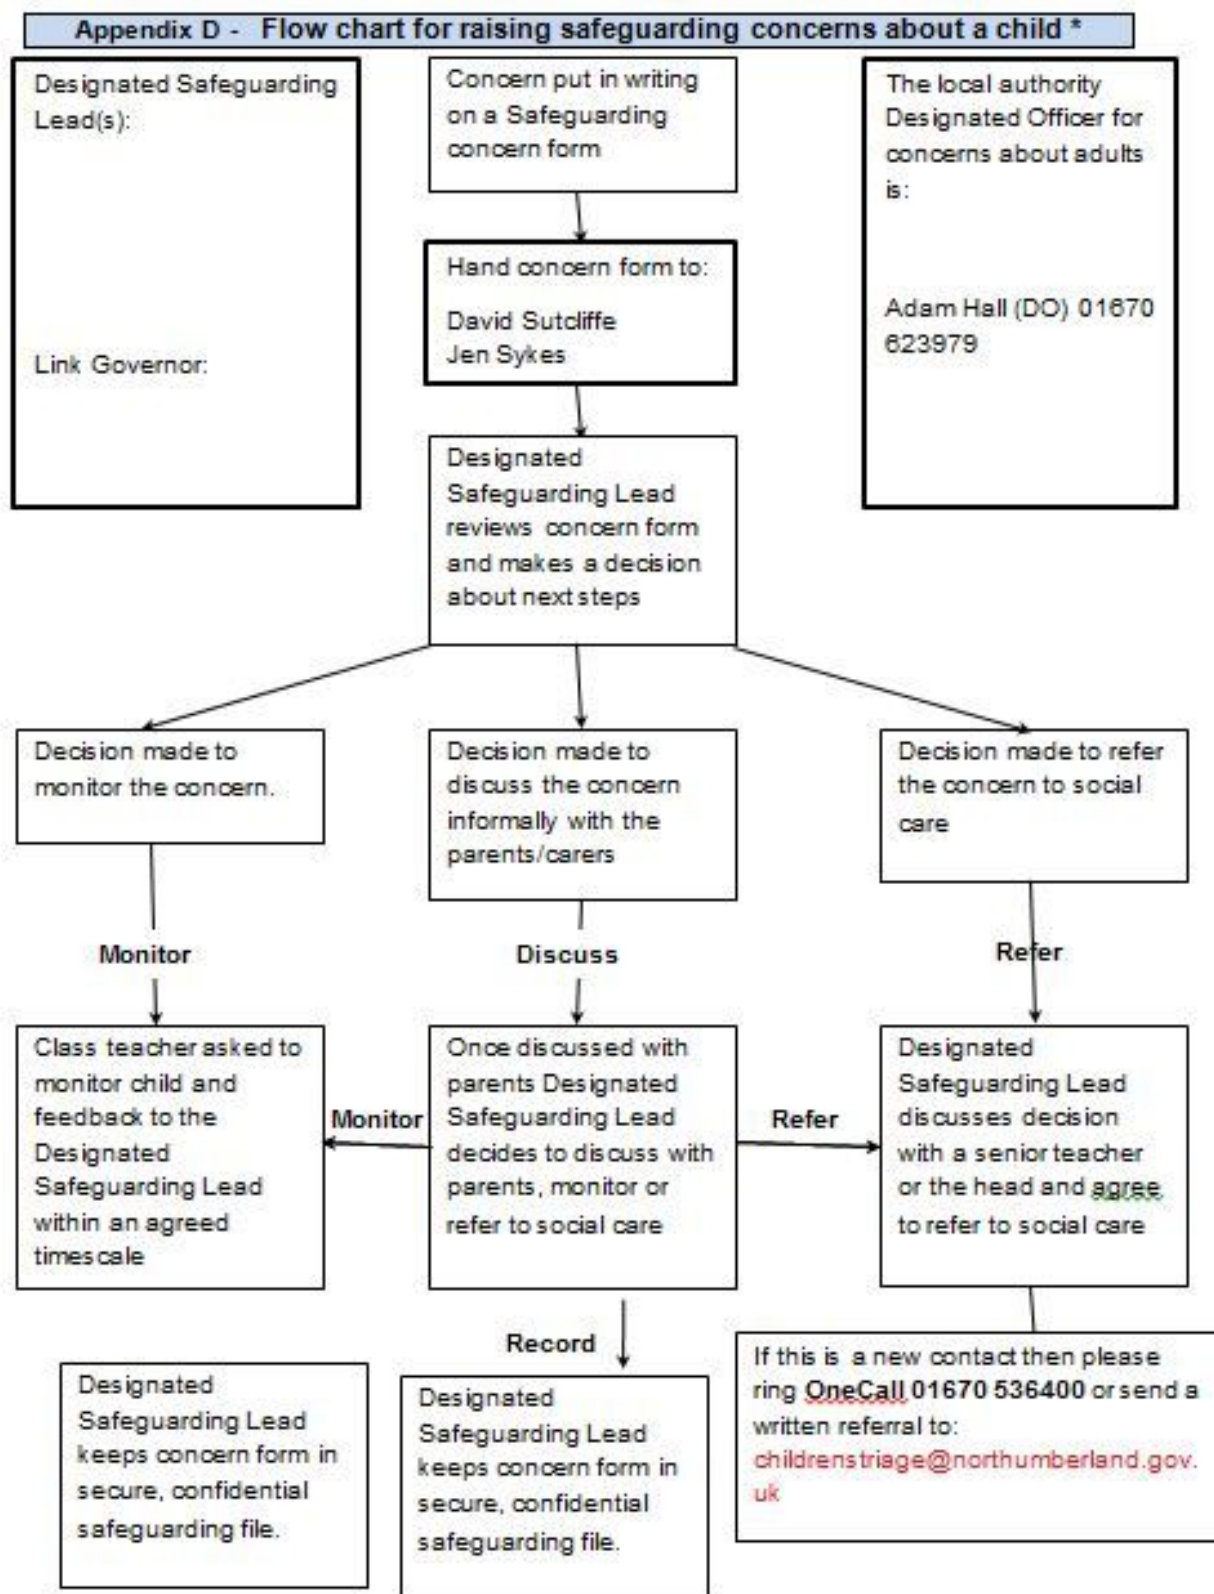 Appendix D - Flow chart for raising safeguarding concerns about a child *
Designated Safeguarding
Lead(s):
Link Governor:
Concern put in writing
on a Safeguarding
concern form
The local authority
Designated Officer for
concerns about adults
is:
Adam Hall (DO) 01670
623979
Hand concern form to:
David Sutcliffe
Jen Sykes
Designated
Safeguarding Lead
reviews concern form
and makes a decision
about next steps
Decision made to
monitor the concern.
Decision made to
discuss the concern
informally with the
parents/carers
Decision made to refer
the concern to social
care
Monitor
Discuss
Refer
Class teacher asked to
monitor child and
feedback to the
Designated
Safeguarding Lead
within an agreed
timescale
Monitor
Once discussed with
parents Designated
Safeguarding Lead
decides to discuss with
parents, monitor or
refer to social care
Refer
Designated
Safeguarding Lead
discusses decision
with a senior teacher
or the head and agree
to refer to social care
Record
Designated
Safeguarding Lead
keeps concern form in
secure, confidential
safeguarding file.
Designated
Safeguarding Lead
keeps concern form in
secure, confidential
safeguarding file.
If this is a new contact then please
ring OneCall 01670 536400 or send a
written referral to:
childrenstriage@northumberland.gov.
uk